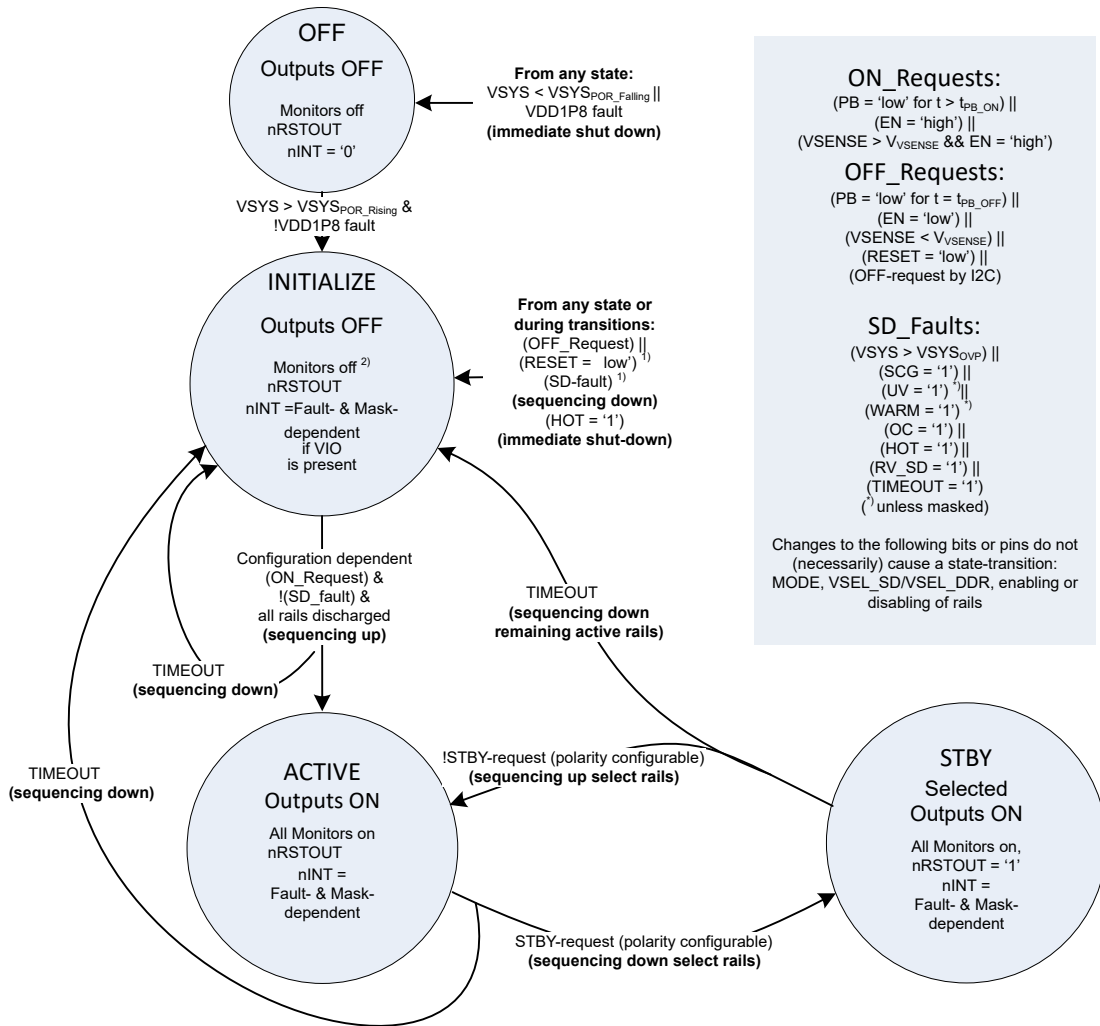 OFF
Outputs OFF
Monitors off
nRSTOUT
nINT = ‘0’
From any state:
VSYS < VSYSPOR_Falling ||
VDD1P8 fault
(immediate shut down)
VSYS > VSYSPOR_Rising &
!VDD1P8 fault
INITIALIZE
Outputs OFF
Monitors off 2)
nRSTOUT
nINT =Fault- & Mask-
dependent
if VIO
is present
From any state or
during transitions:
(OFF_Request) ||
(RESET = low’) 1)
(SD-fault) 1)
(sequencing down)
(HOT = ‘1’)
(immediate shut-down)
Configuration dependent
(ON_Request) &
!(SD_fault) &
all rails discharged
(sequencing up)
TIMEOUT
(sequencing down)
TIMEOUT
(sequencing down
remaining active rails)
TIMEOUT
(sequencing down)
ACTIVE
Outputs ON
All Monitors on
nRSTOUT
nINT =
Fault- & Mask-
dependent
!STBY-request (polarity configurable)
(sequencing up select rails)
STBY-request (polarity configurable)
(sequencing down select rails)
STBY
Selected
Outputs ON
All Monitors on,
nRSTOUT = ‘1’
nINT =
Fault- & Mask-
dependent
ON_Requests:
(PB = ‘low’ for t > tPB_ON) ||
(EN = ‘high’) ||
(VSENSE > VVSENSE && EN = ‘high’)
OFF_Requests:
(PB = ‘low’ for t = tPB_OFF) ||
(EN = ‘low’) ||
(VSENSE < VVSENSE) ||
(RESET = ‘low’) ||
(OFF-request by I2C)
SD_Faults:
(VSYS > VSYSOVP) ||
(SCG = ‘1’) ||
(UV = ‘1’) *)||
(WARM = ‘1’) *)
(OC = ‘1’) ||
(HOT = ‘1’) ||
(RV_SD = ‘1’) ||
(TIMEOUT = ‘1’)
(*) unless masked)
Changes to the following bits or pins do not
(necessarily) cause a state-transition:
MODE, VSEL_SD/VSEL_DDR, enabling or
disabling of rails